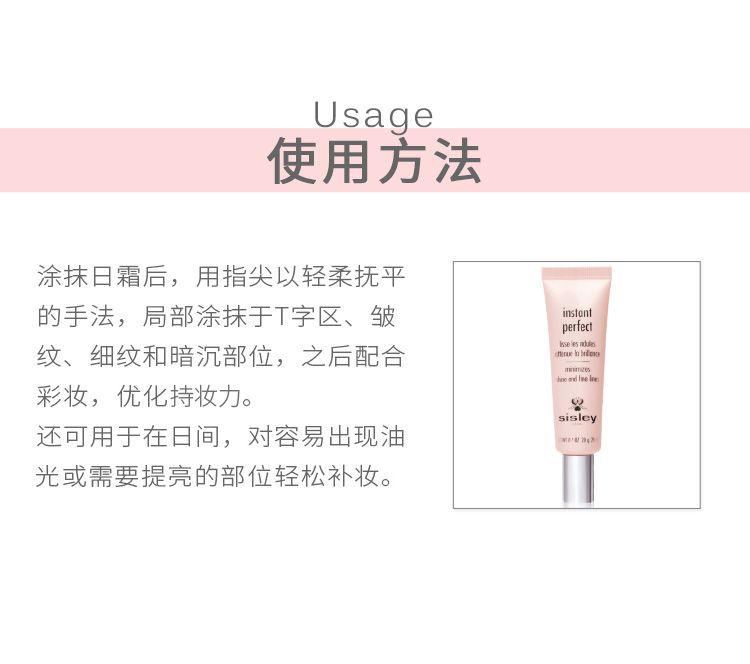 Usage
使用方法
涂抹日霜后，用指尖以轻柔抚平
的手法，局部涂抹于T字区、皱
纹、细纹和暗沉部位，之后配合
彩妆，优化持妆力。
还可用于在日间，对容易出现油
光或需要提亮的部位轻松补妆。
instant
perfect
lisse les ridules
atténue la brillance
minimizes
shine and fine lines
sisley